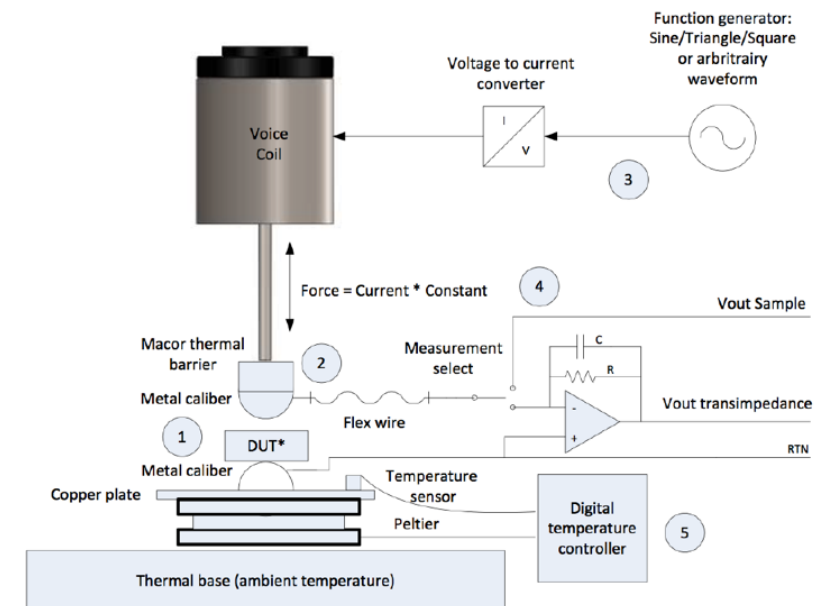 Function generator:
Sine/Triangle/Square
or arbritrairy
waveform
Voltage to current
converter
Voice
Coil
I
V
3
Force = Current * Constant
4
Vout Sample
Macor thermal
barrier
2
Measurement
select
C
R
Metal caliber
Flex wire
-
+
Vout transimpedance
1
DUT*
RTN
Metal caliber
Temperature
sensor
Copper plate
Peltier
Digital
temperature
controller
5
Thermal base (ambient temperature)